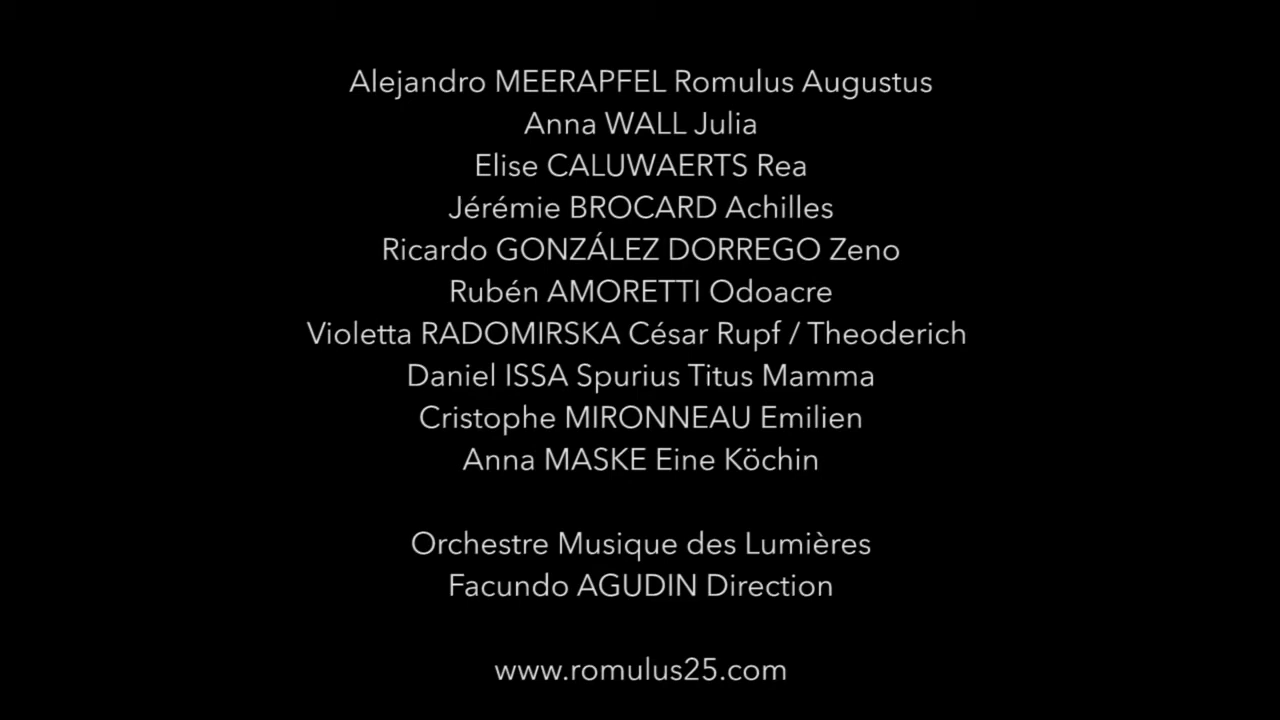 Alejandro MEERAPFEL Romulus Augustus
Anna WALL Julia
Elise CALUWAERTS Rea
Jérémie BROCARD Achilles
Ricardo GONZÁLEZ DORREGO Zeno
Rubén AMORETTI Odoacre
Violetta RADOMIRSKA César Rupf / Theoderich
Daniel ISSA Spurius Titus Mamma
Cristophe MIRONNEAU Emilien
Anna MASKE Eine Köchin
Orchestre Musique des Lumières
Facundo AGUDIN Direction
www.romulus25.com